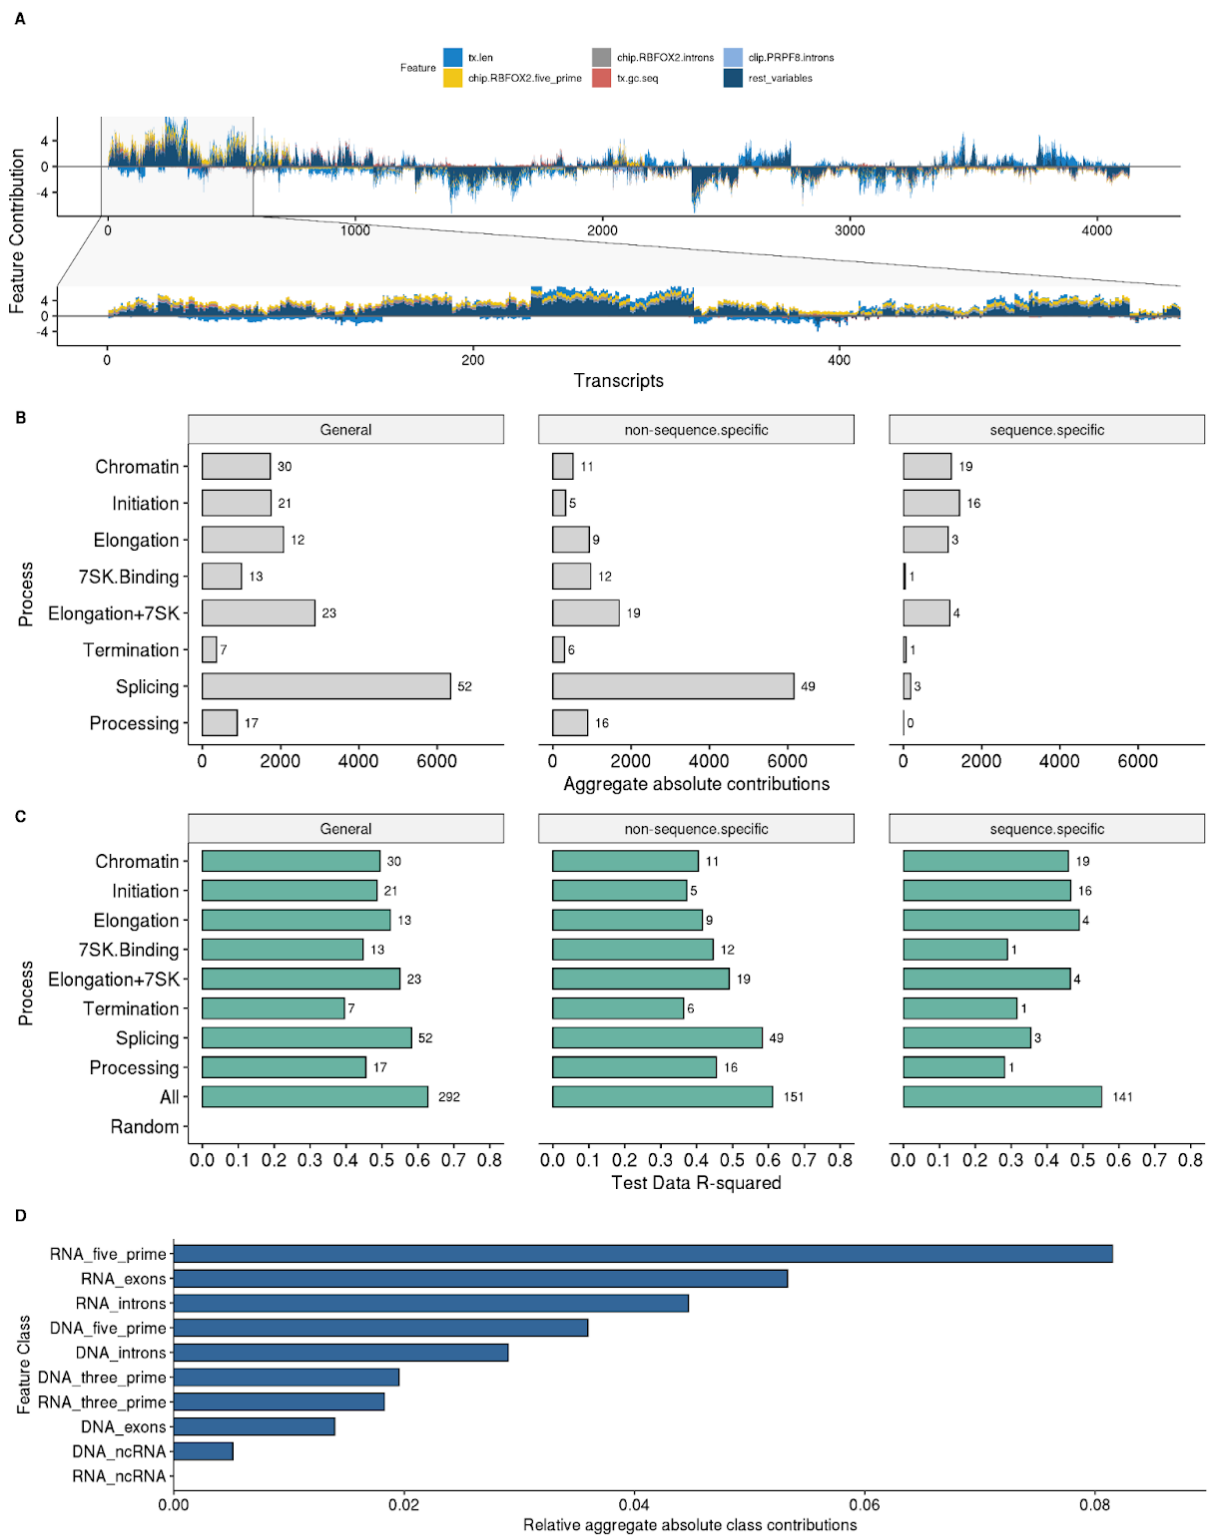 A
Feature
tx.len
chip.RBFOX2.introns
clip.PRPF8.introns
chip.RBFOX2.five_prime
tx.gc.seq
rest_variables
Feature Contribution
4
0
-4
0 1000 2000 3000 4000
4
0
-4
0 200 400
Transcripts
B
General non-sequence.specific sequence.specific
Process
Chromatin 30 11 19
Initiation 21 5 16
Elongation 12 9 3
7SK.Binding 13 12 1
Elongation+7SK 23 19 4
Termination 7 6 1
Splicing 52 49 3
Processing 17 16 0
0 2000 4000 6000 0 2000 4000 6000 0 2000 4000 6000
Aggregate absolute contributions
C
General non-sequence.specific sequence.specific
Process
Chromatin 30 11 19
Initiation 21 5 16
Elongation 13 9 4
7SK.Binding 13 12 1
Elongation+7SK 23 19 4
Termination 7 6 1
Splicing 52 49 3
Processing 17 16 1
All 292 151 141
Random
0.0 0.1 0.2 0.3 0.4 0.5 0.6 0.7 0.8 0.0 0.1 0.2 0.3 0.4 0.5 0.6 0.7 0.8 0.0 0.1 0.2 0.3 0.4 0.5 0.6 0.7 0.8
Test Data R-squared
D
Feature Class
RNA_five_prime
RNA_exons
RNA_introns
DNA_five_prime
DNA_introns
DNA_three_prime
RNA_three_prime
DNA_exons
DNA_ncRNA
RNA_ncRNA
0.00 0.02 0.04 0.06 0.08
Relative aggregate absolute class contributions